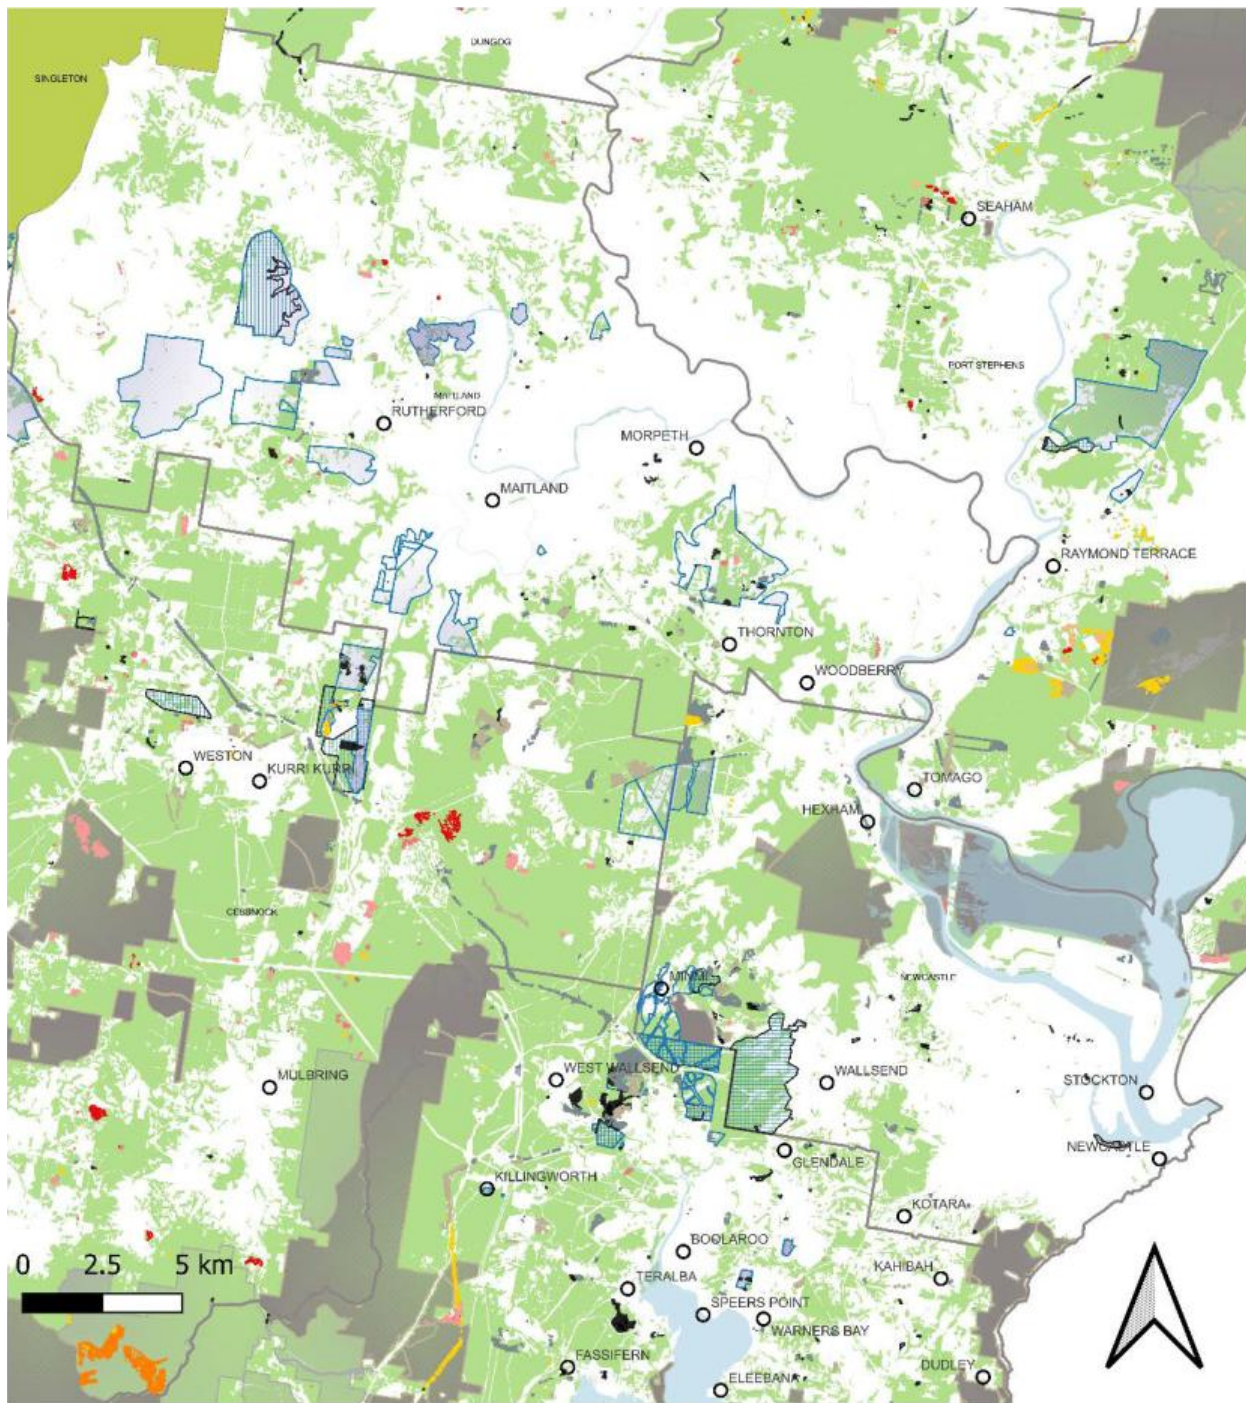 DUNGOG
SINGLETON
SEAHAM
PORT STEPHENS
MAITLAND
RUTHERFORD
MORPETH
MAITLAND
RAYMOND TERRACE
THORNTON
WOODBERRY
WESTON
KURRI KURRI
TOMAGO
HEXHAM
CESSNOCK
MINMI
NEWCASTLE
WEST WALLSEND
MULBRING
WALLSEND
STOCKTON
NEWCASTLE
GLENDALE
KILLINGWORTH
KOTARA
BOOLAROO
0 2.5 5 km
KAHIBAH
TERALBA
SPEERS POINT
WARNERS BAY
FASSIFERN
DUDLEY
ELEEBANA